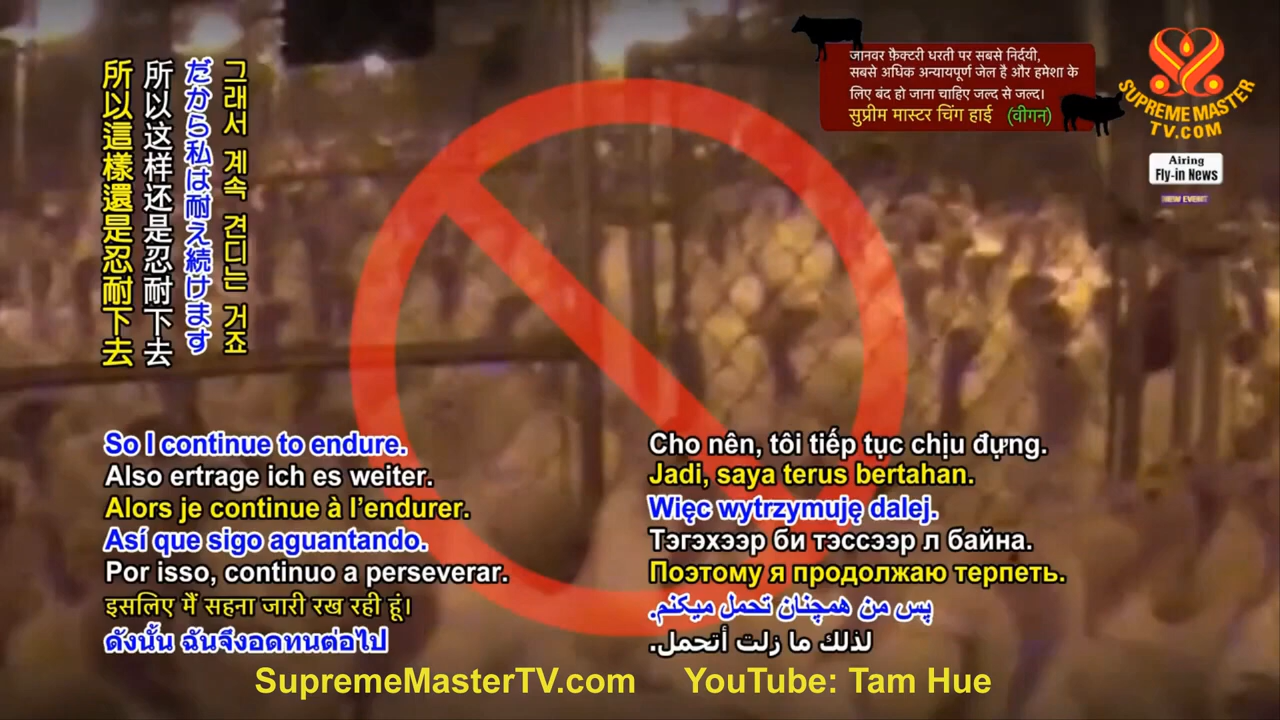 जानवर फ़ैक्टरी धरती पर सबसे निर्दयी,
सबसे अधिक अन्यायपूर्ण जेल है और हमेशा के
लिए बंद हो जाना चाहिए जल्द से जल्द।
सुप्रीम मास्टर चिंग हाई (वीगन)
SUPREME MASTER
TV.COM
Airing
Fly-in News
NEW EVENT
그래서 계속 견디는 거죠
だから私は耐え続けます
所以这样还是忍耐下去
所以這樣還是忍耐下去
So I continue to endure.
Also ertrage ich es weiter.
Alors je continue à l’endurer.
Así que sigo aguantando.
Por isso, continuo a perseverar.
इसलिए मैं सहना जारी रख रही हूं।
ดังนั้น ฉันจึงอดทนต่อไป
Cho nên, tôi tiếp tục chịu đựng.
Jadi, saya terus bertahan.
Więc wytrzymuję dalej.
Тэгэхээр би тэссээр л байна.
Поэтому я продолжаю терпеть.
پس من همچنان تحمل میکنم.
لذلك ما زلت أتحمل.
SupremeMasterTV.com YouTube: Tam Hue